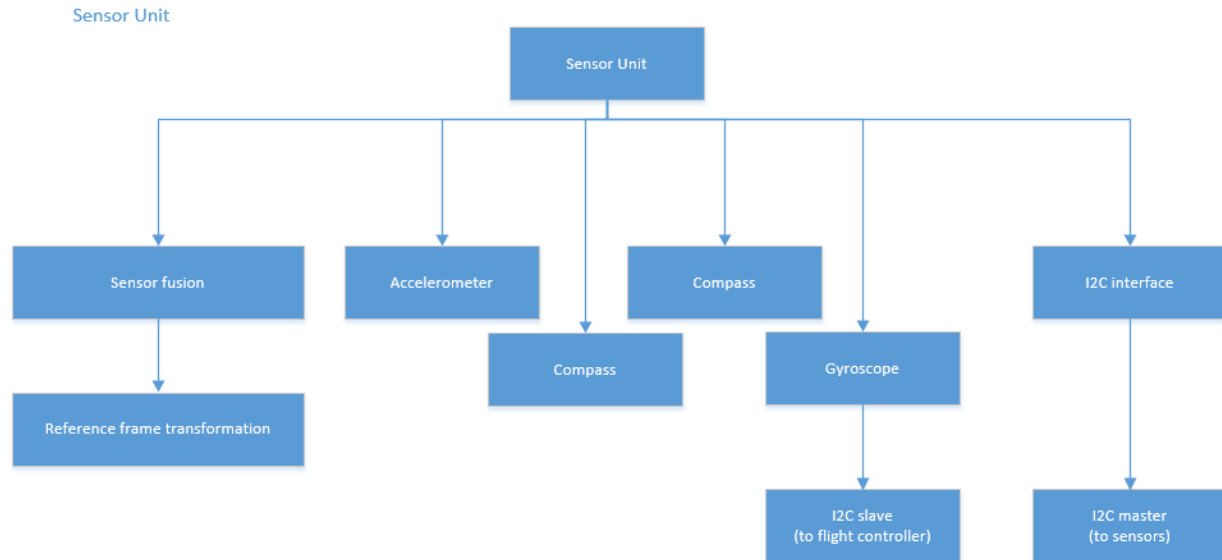 Sensor Unit
Sensor Unit
Sensor fusion
Accelerometer
Compass
I2C interface
Compass
Gyroscope
Reference frame transformation
I2C slave
(to flight controller)
I2C master
(to sensors)